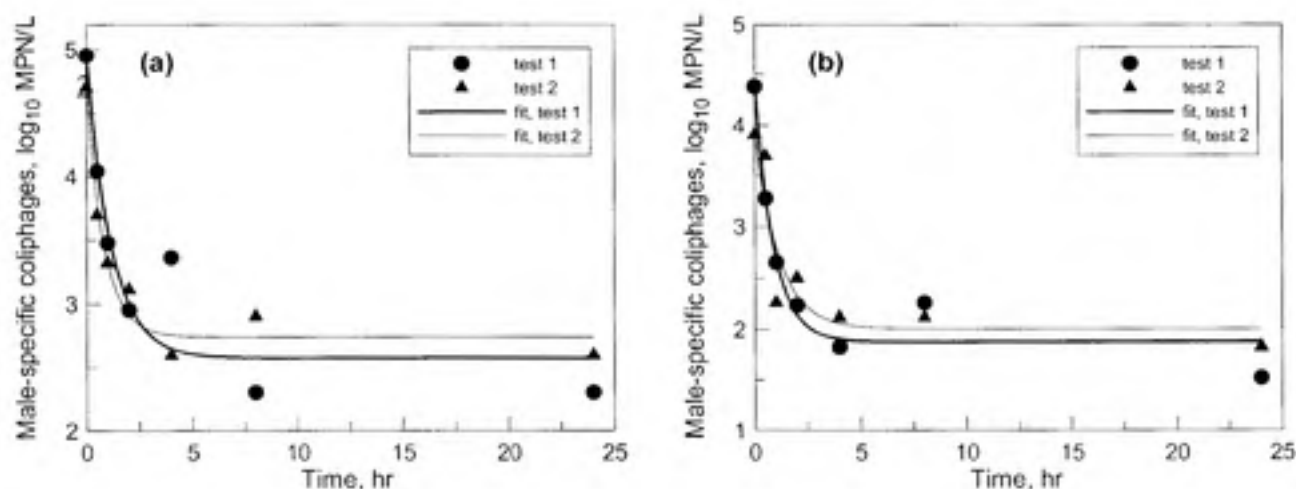 Male-specific coliphages, log10 MPN/L
5
4
3
2
(a)
test 1
test 2
fit, test 1
fit, test 2
0 5 10 15 20 25
Time, hr
Male-specific coliphages, log10 MPN/L
5
4
3
2
1
(b)
test 1
test 2
fit, test 1
fit, test 2
0 5 10 15 20 25
Time, hr